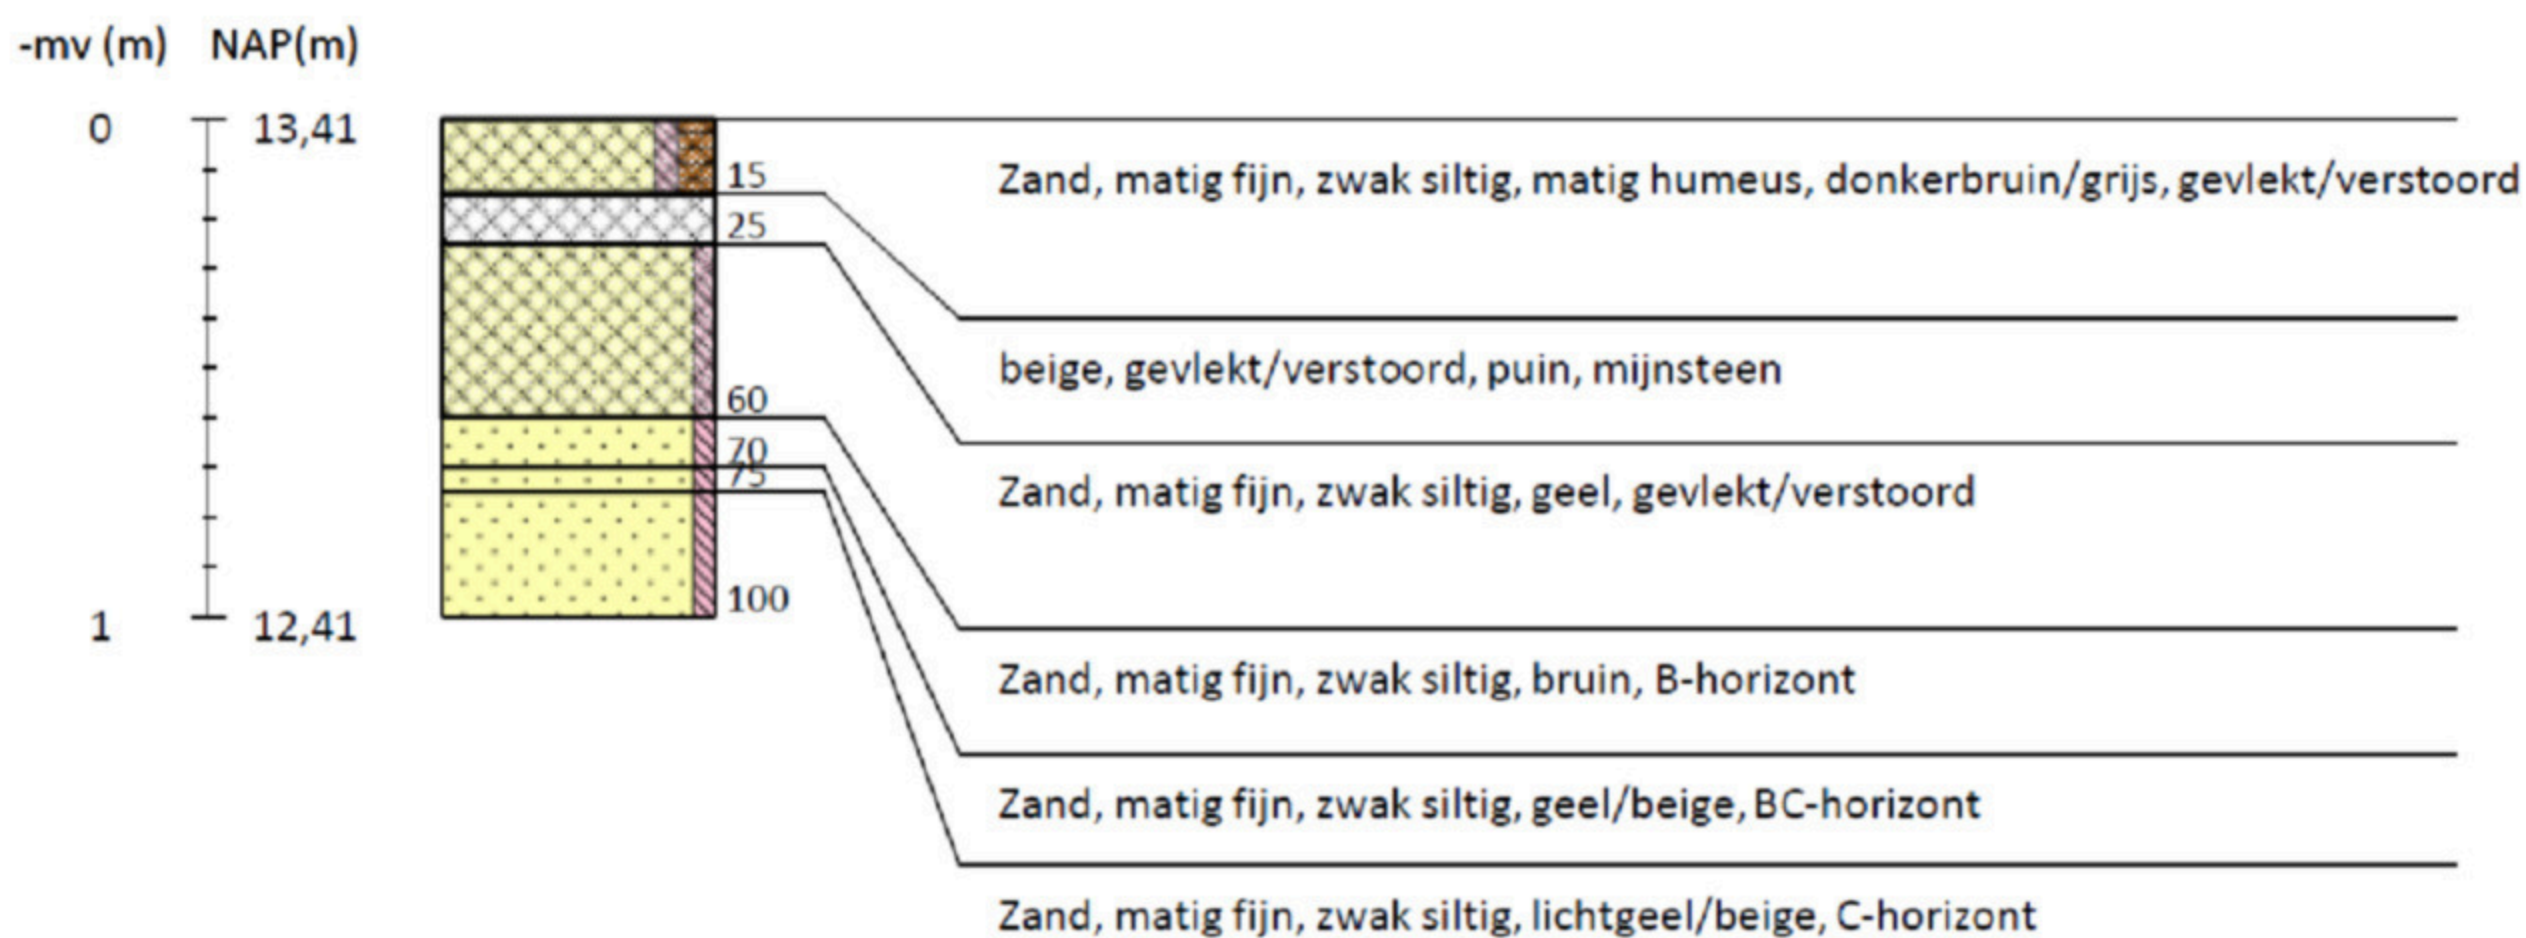 -mv (m) NAP(m)
0 13,41
15
Zand, matig fijn, zwak siltig, matig humeus, donkerbruin/grijs, gevlekt/verstoord
25
beige, gevlekt/verstoord, puin, mijnsteen
60
70
75
Zand, matig fijn, zwak siltig, geel, gevlekt/verstoord
100
1 12,41
Zand, matig fijn, zwak siltig, bruin, B-horizont
Zand, matig fijn, zwak siltig, geel/beige, BC-horizont
Zand, matig fijn, zwak siltig, lichtgeel/beige, C-horizont